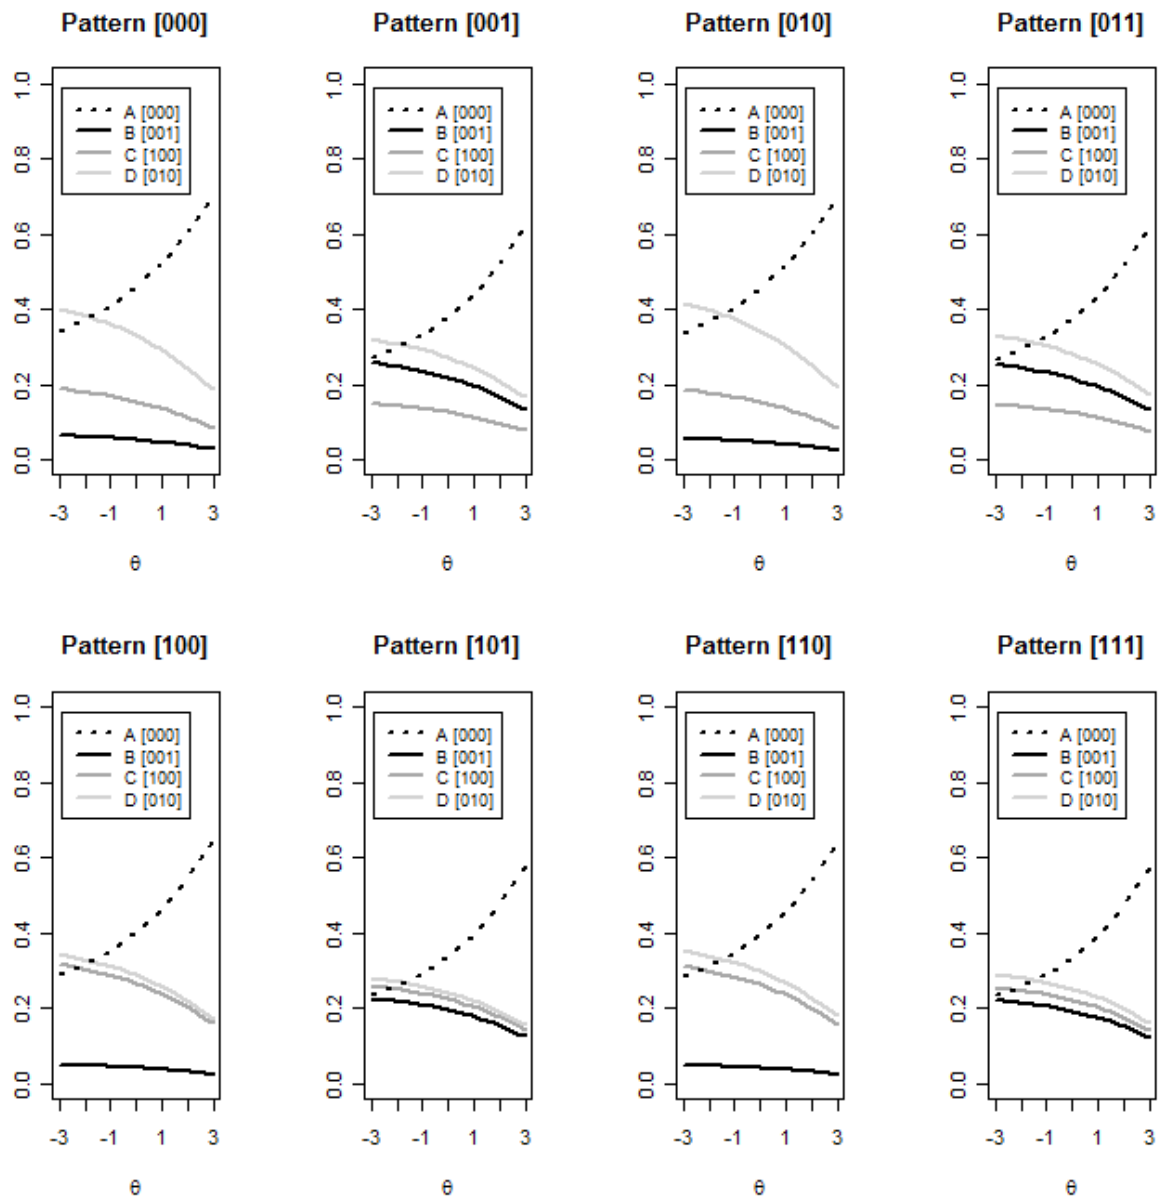 Pattern [000] Pattern [001] Pattern [010] Pattern [011]
1.0 1.0 1.0 1.0
A [000] A [000] A [000] A [000]
B [001] B [001] B [001] B [001]
C [100] C [100] C [100] C [100]
D [010] D [010] D [010] D [010]
0.8 0.8 0.8 0.8
0.6 0.6 0.6 0.6
0.4 0.4 0.4 0.4
0.2 0.2 0.2 0.2
0.0 0.0 0.0 0.0
-3 -1 1 3 -3 -1 1 3 -3 -1 1 3 -3 -1 1 3
θ θ θ θ
Pattern [100] Pattern [101] Pattern [110] Pattern [111]
1.0 1.0 1.0 1.0
A [000] A [000] A [000] A [000]
B [001] B [001] B [001] B [001]
C [100] C [100] C [100] C [100]
D [010] D [010] D [010] D [010]
0.8 0.8 0.8 0.8
0.6 0.6 0.6 0.6
0.4 0.4 0.4 0.4
0.2 0.2 0.2 0.2
0.0 0.0 0.0 0.0
-3 -1 1 3 -3 -1 1 3 -3 -1 1 3 -3 -1 1 3
θ θ θ θ